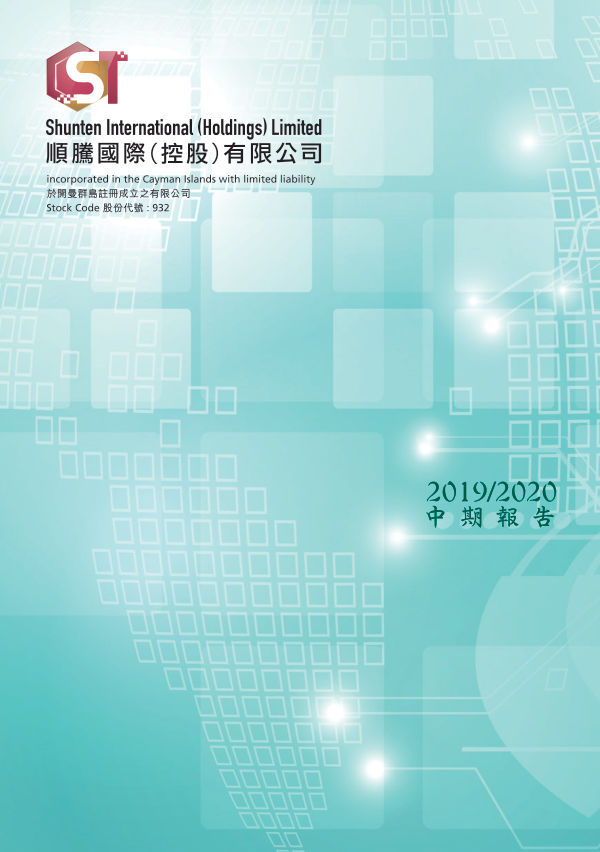 ST
Shunten International (Holdings) Limited
順騰國際(控股)有限公司
incorporated in the Cayman Islands with limited liability
於開曼群島註冊成立之有限公司
Stock Code 股份代號 : 932
2019/2020
中期報告